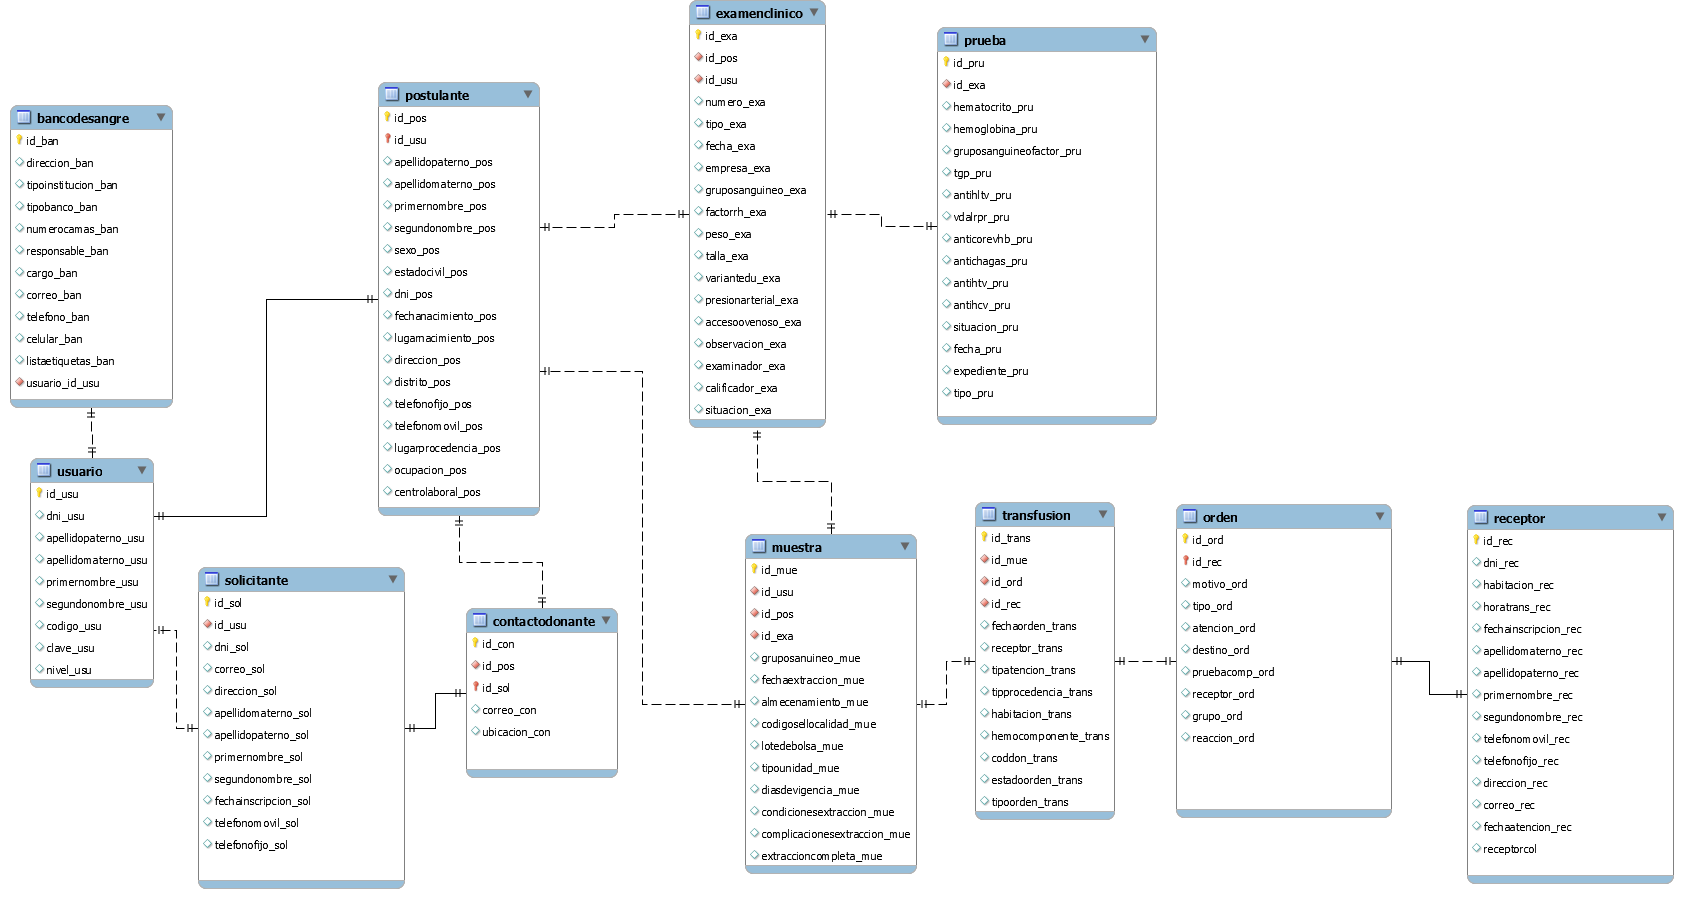 bancodesangre
id_ban
direccion_ban
tipoinstitucion_ban
tipobanco_ban
numerocamas_ban
responsable_ban
cargo_ban
correo_ban
telefono_ban
celular_ban
listaetiquetas_ban
usuario_id_usu
usuario
id_usu
dni_usu
apellidopaterno_usu
apellidomaterno_usu
primernombre_usu
segundonombre_usu
codigo_usu
clave_usu
nivel_usu
solicitante
id_sol
id_usu
dni_sol
correo_sol
direccion_sol
apellidomaterno_sol
apellidopaterno_sol
primernombre_sol
segundonombre_sol
fechainscripcion_sol
telefonomovil_sol
telefonofijo_sol
postulante
id_pos
id_usu
apellidopaterno_pos
apellidomaterno_pos
primernombre_pos
segundonombre_pos
sexo_pos
estadocivil_pos
dni_pos
fechanacimiento_pos
lugarnacimiento_pos
direccion_pos
distrito_pos
telefonofijo_pos
telefonomovil_pos
lugarprocedencia_pos
ocupacion_pos
centrolaboral_pos
contactodonante
id_con
id_pos
id_sol
correo_con
ubicacion_con
examenclinico
id_exa
id_pos
id_usu
numero_exa
tipo_exa
fecha_exa
empresa_exa
gruposanguineo_exa
factorrh_exa
peso_exa
talla_exa
variantedu_exa
presionarterial_exa
accesoovenoso_exa
observacion_exa
examinador_exa
calificador_exa
situacion_exa
prueba
id_pru
id_exa
hematocrito_pru
hemoglobina_pru
gruposanguineofactor_pru
tgp_pru
antihltv_pru
vdalrpr_pru
anticorevhb_pru
antichagas_pru
antihtv_pru
antihcv_pru
situacion_pru
fecha_pru
expediente_pru
tipo_pru
muestra
id_mue
id_usu
id_pos
id_exa
gruposanuineo_mue
fechaextraccion_mue
almecenamiento_mue
codigosellocalidad_mue
lotedebolsa_mue
tipounidad_mue
diasdevigencia_mue
condicionesextraccion_mue
complicacionesextraccion_mue
extraccioncompleta_mue
transfusion
id_trans
id_mue
id_ord
id_rec
fechaorden_trans
receptor_trans
tipatencion_trans
tipprocedencia_trans
habitacion_trans
hemocomponente_trans
coddon_trans
estadoorden_trans
tipoorden_trans
orden
id_ord
id_rec
motivo_ord
tipo_ord
atencion_ord
destino_ord
pruebacomp_ord
receptor_ord
grupo_ord
reaccion_ord
receptor
id_rec
dni_rec
habitacion_rec
horatrans_rec
fechainscripcion_rec
apellidomaterno_rec
apellidopaterno_rec
primernombre_rec
segundonombre_rec
telefonomovil_rec
telefonofijo_rec
direccion_rec
correo_rec
fechaatencion_rec
receptorcol